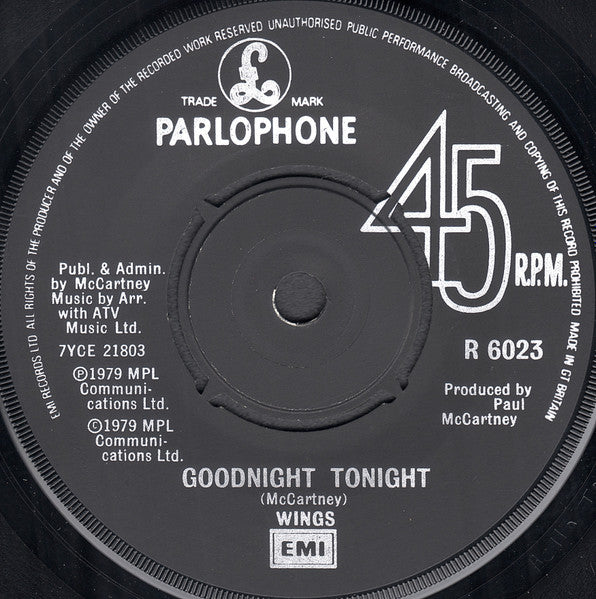 EMI RECORDS LTD ALL RIGHTS OF THE PRODUCER AND OF THE OWNER OF THE RECORDED WORK RESERVED UNAUTHORISED PUBLIC PERFORMANCE BROADCASTING AND COPYING OF THIS RECORD PROHIBITED MADE IN GT BRITAIN
£
TRADE MARK
PARLOPHONE
45 R.P.M.
Publ. & Admin.
by McCartney
Music by Arr.
with ATV
Music Ltd.
7YCE 21803
R 6023
Ⓟ1979 MPL
Communi-
cations Ltd.
©1979 MPL
Communi-
cations Ltd.
Produced by
Paul
McCartney
GOODNIGHT TONIGHT
(McCartney)
WINGS
EMI